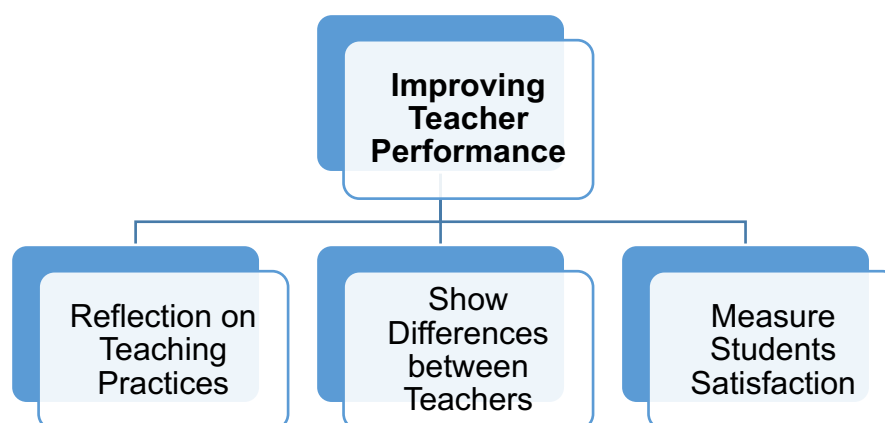 Improving
Teacher
Performance
Reflection on
Teaching
Practices
Show
Differences
between
Teachers
Measure
Students
Satisfaction